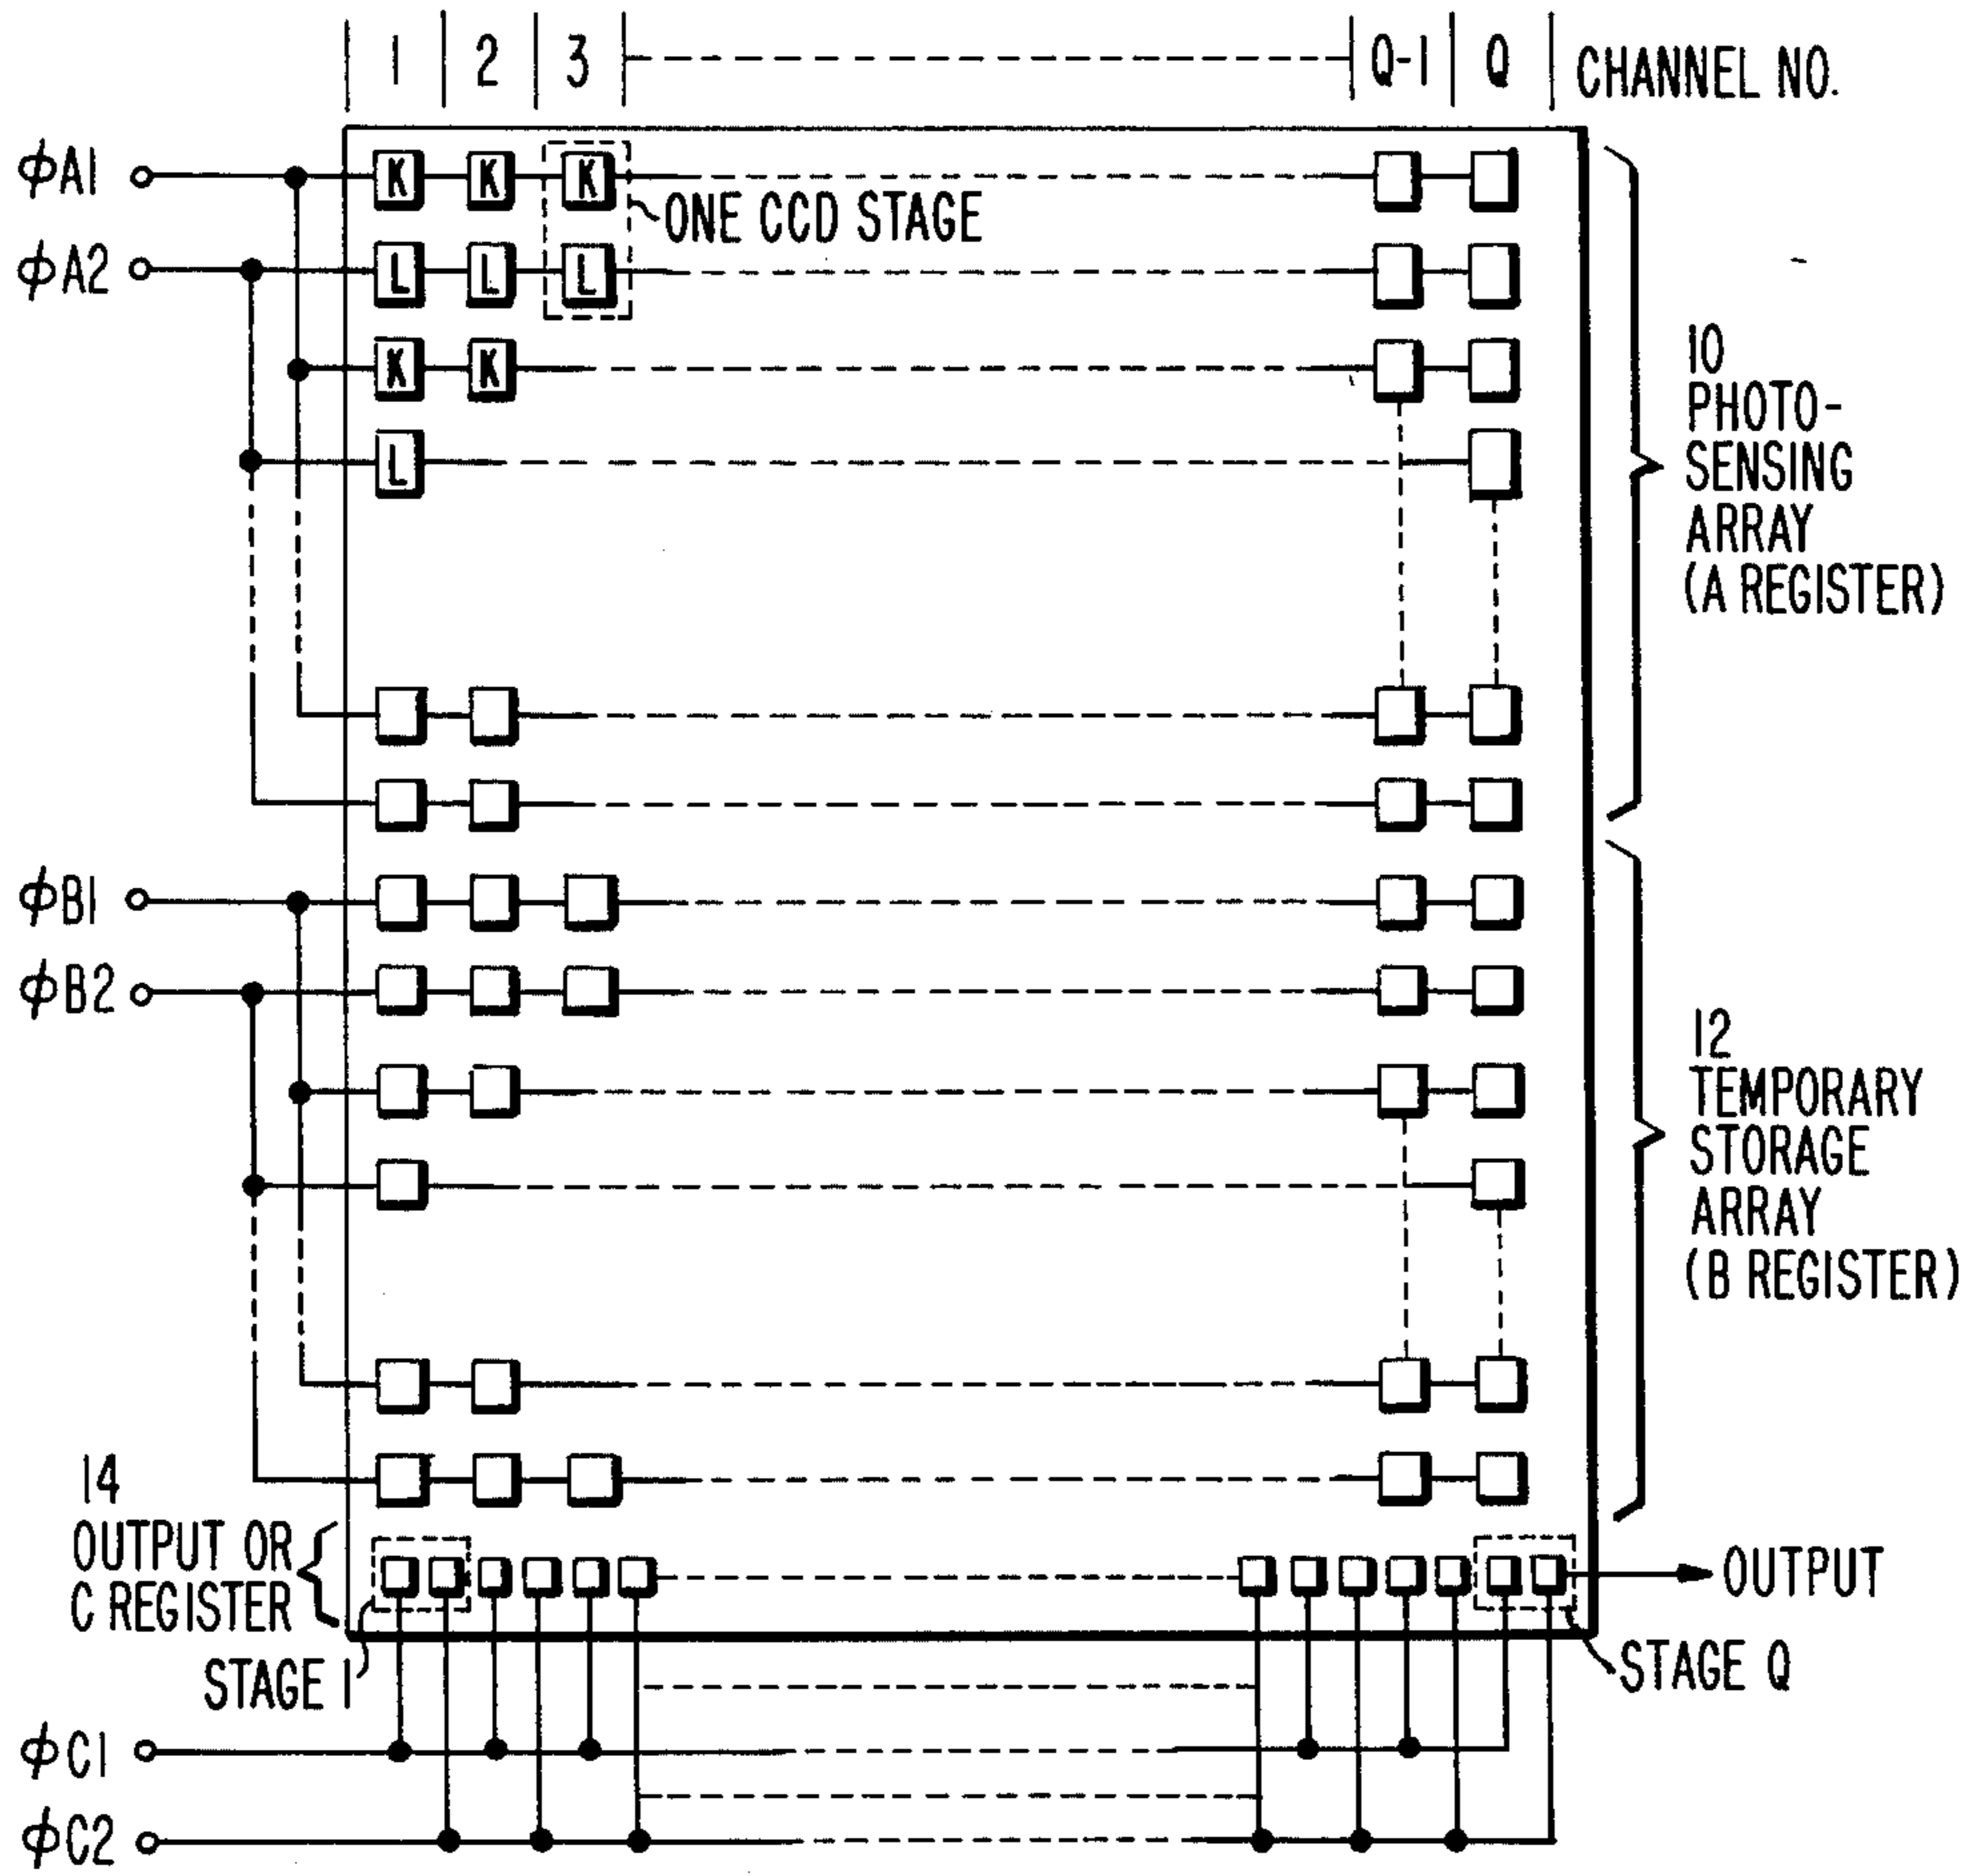 1 2 3 Q-1 Q CHANNEL NO.
ϕA1
K K K
ONE CCD STAGE
ϕA2
L L L
K K
L
10
PHOTO-
SENSING
ARRAY
(A REGISTER)
ϕB1
ϕB2
12
TEMPORARY
STORAGE
ARRAY
(B REGISTER)
14
OUTPUT OR
C REGISTER
OUTPUT
STAGE 1
STAGE Q
ϕC1
ϕC2